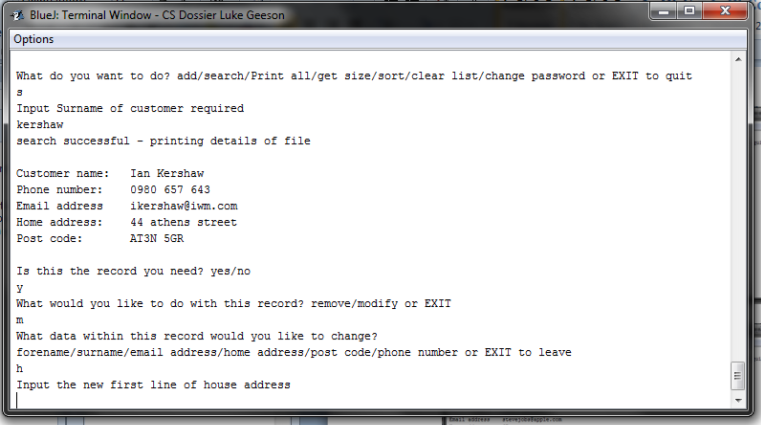 BlueJ: Terminal Window - CS Dossier Luke Geeson
Options
What do you want to do? add/search/Print all/get size/sort/clear list/change password or EXIT to quit
s
Input Surname of customer required
kershaw
search successful - printing details of file
Customer name: Ian Kershaw
Phone number: 0980 657 643
Email address ikershaw@iwm.com
Home address: 44 athens street
Post code: AT3N 5GR
Is this the record you need? yes/no
y
What would you like to do with this record? remove/modify or EXIT
m
What data within this record would you like to change?
forename/surname/email address/home address/post code/phone number or EXIT to leave
h
Input the new first line of house address
Email address stevejobs@apple.com